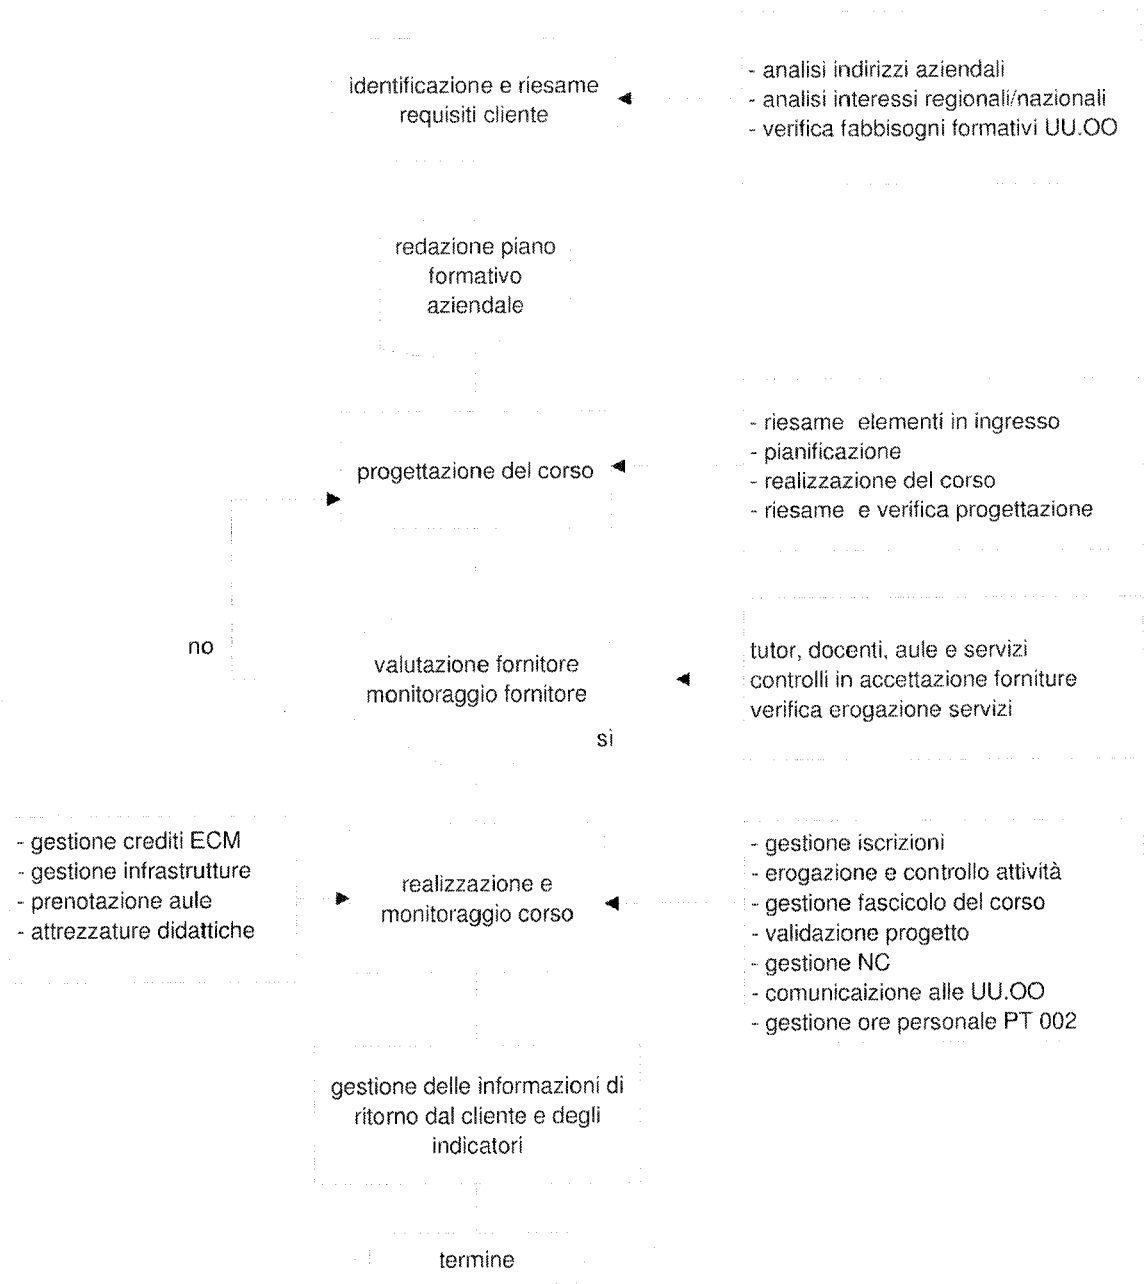 identificazione e riesame
requisiti cliente
- analisi indirizzi aziendali
- analisi interessi regionali/nazionali
- verifica fabbisogni formativi UU.OO
redazione piano
formativo
aziendale
progettazione del corso
- riesame elementi in ingresso
- pianificazione
- realizzazione del corso
- riesame e verifica progettazione
no
valutazione fornitore
monitoraggio fornitore
sì
tutor, docenti, aule e servizi
controlli in accettazione forniture
verifica erogazione servizi
- gestione crediti ECM
- gestione infrastrutture
- prenotazione aule
- attrezzature didattiche
realizzazione e
monitoraggio corso
- gestione iscrizioni
- erogazione e controllo attività
- gestione fascicolo del corso
- validazione progetto
- gestione NC
- comunicaizione alle UU.OO
- gestione ore personale PT 002
gestione delle informazioni di
ritorno dal cliente e degli
indicatori
termine